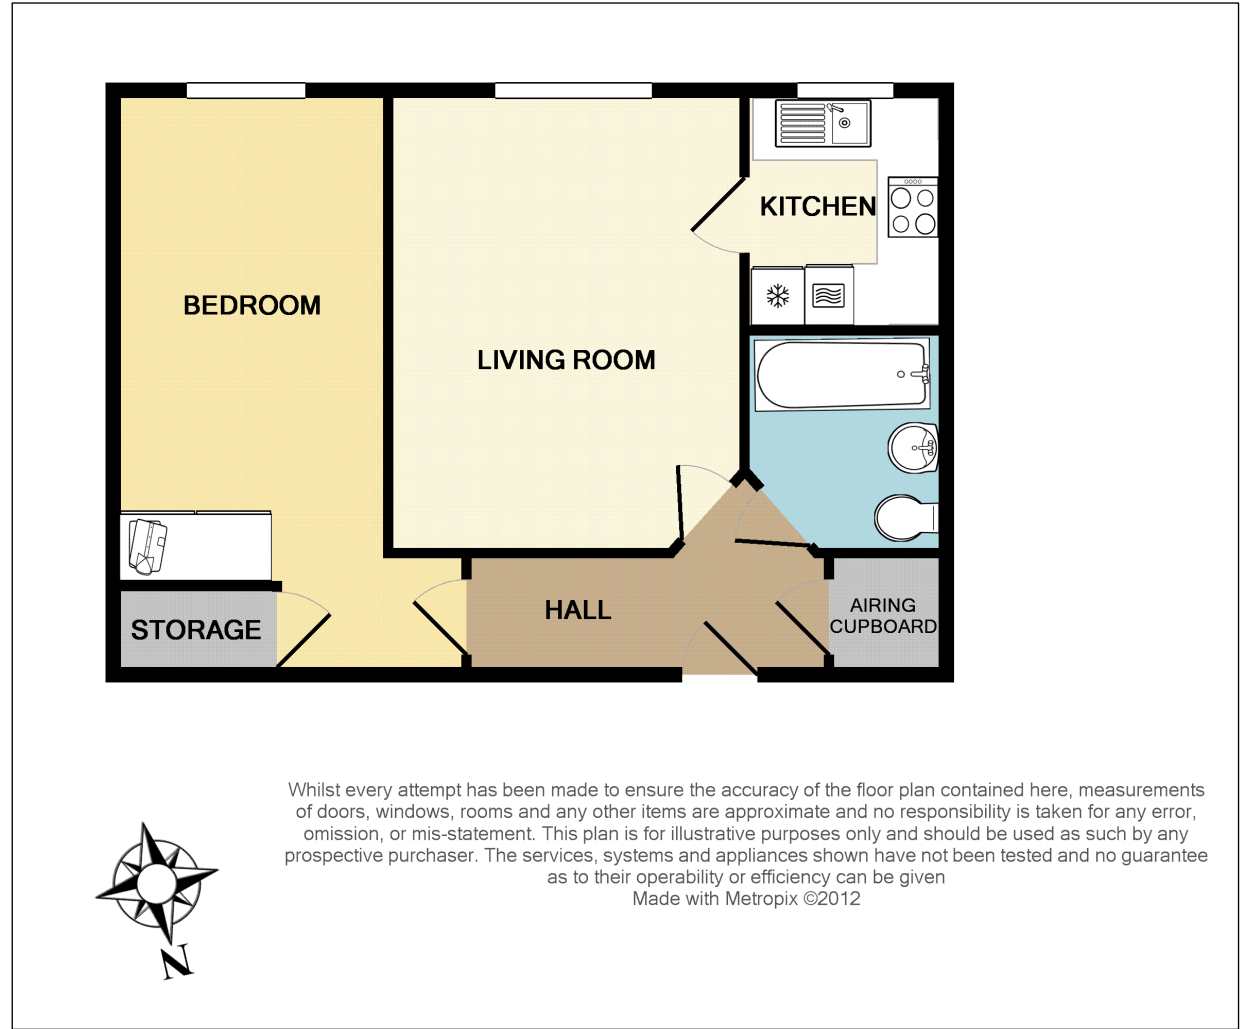 KITCHEN
BEDROOM
LIVING ROOM
HALL
AIRING
CUPBOARD
STORAGE
Whilst every attempt has been made to ensure the accuracy of the floor plan contained here, measurements
of doors, windows, rooms and any other items are approximate and no responsibility is taken for any error,
omission, or mis-statement. This plan is for illustrative purposes only and should be used as such by any
prospective purchaser. The services, systems and appliances shown have not been tested and no guarantee
as to their operability or efficiency can be given
Made with Metropix ©2012
N